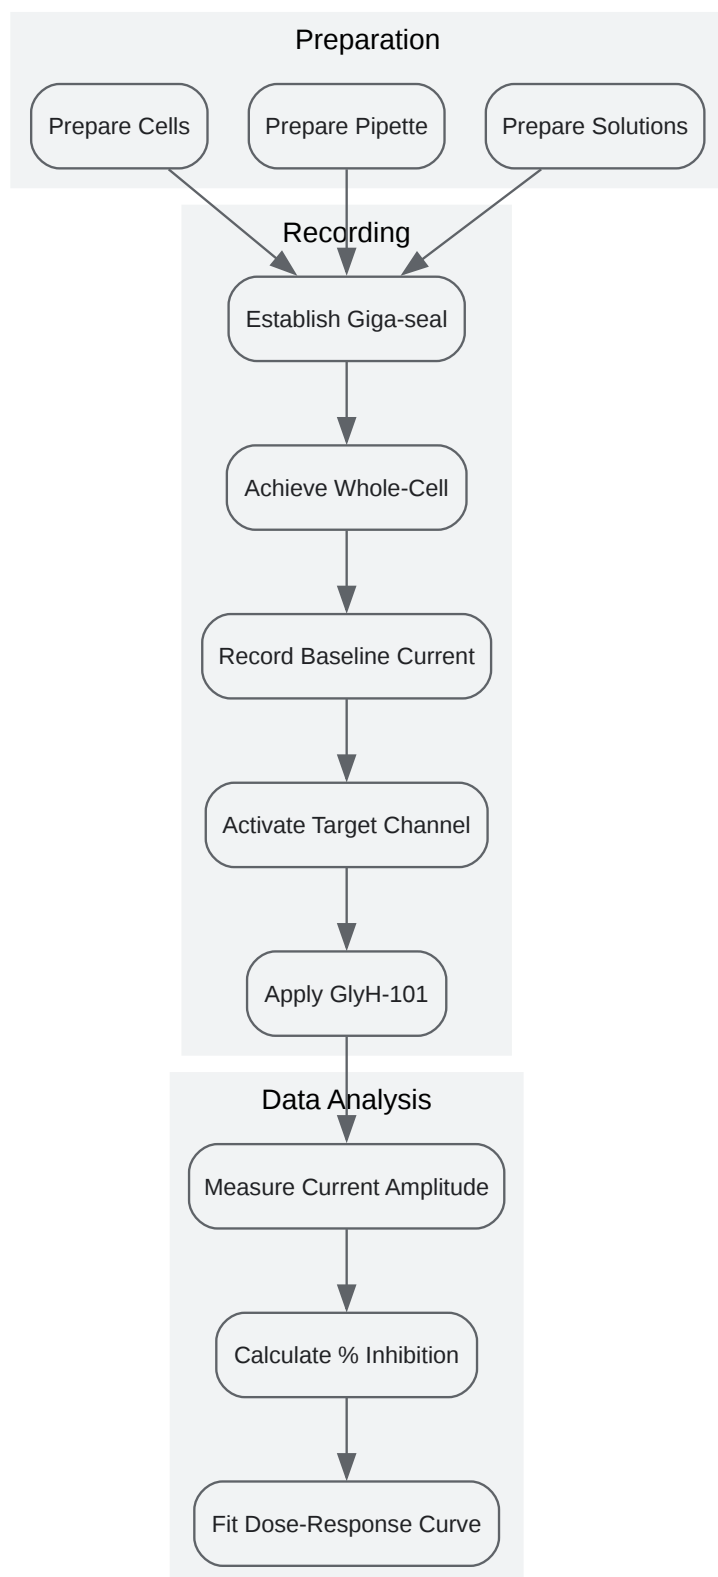 Preparation
Prepare Cells
Prepare Pipette
Prepare Solutions
Recording
Establish Giga-seal
Achieve Whole-Cell
Record Baseline Current
Activate Target Channel
Apply GlyH-101
Data Analysis
Measure Current Amplitude
Calculate % Inhibition
Fit Dose-Response Curve